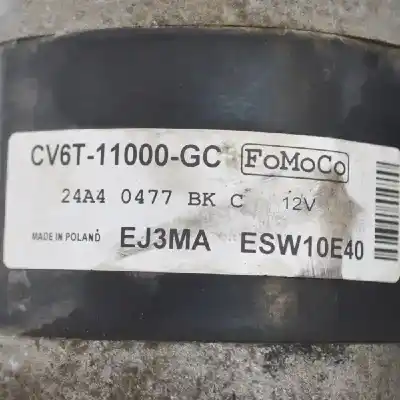 CV6T-11000-GC FoMoCo
24A4 0477 BK C 12V
MADE IN POLAND EJ3MA ESW10E40